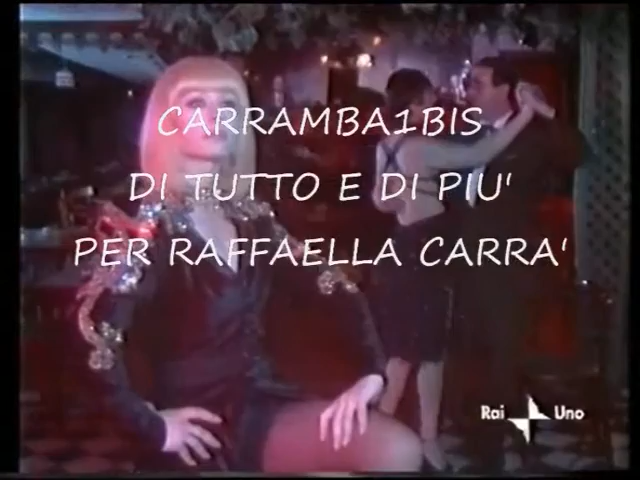 CARRAMBA1BIS
DI TUTTO E DI PIU'
PER RAFFAELLA CARRA'
Rai Uno